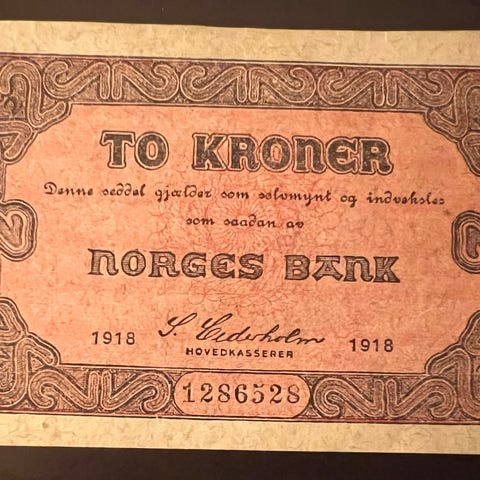 TO KRONER
Denne seddel gjælder som sølvmynt og indveksles
som saadan av
NORGES BANK
1918 S. Cederholm 1918
HOVEDKASSERER
1286528